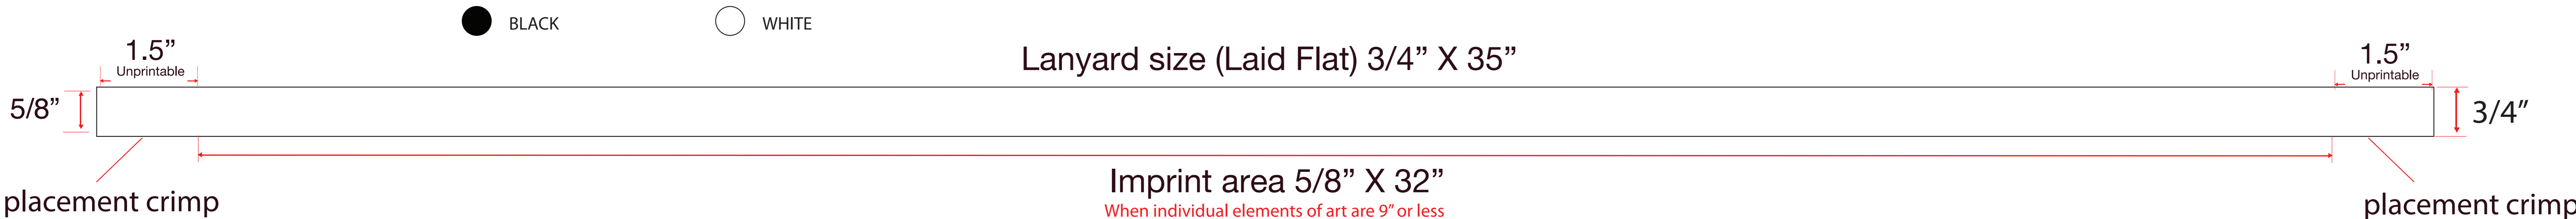 BLACK
WHITE
1.5”
Unprintable
Lanyard size (Laid Flat) 3/4” X 35”
1.5”
Unprintable
5/8”
3/4”
Imprint area 5/8” X 32”
When individual elements of art are 9” or less
placement crimp
placement crimp